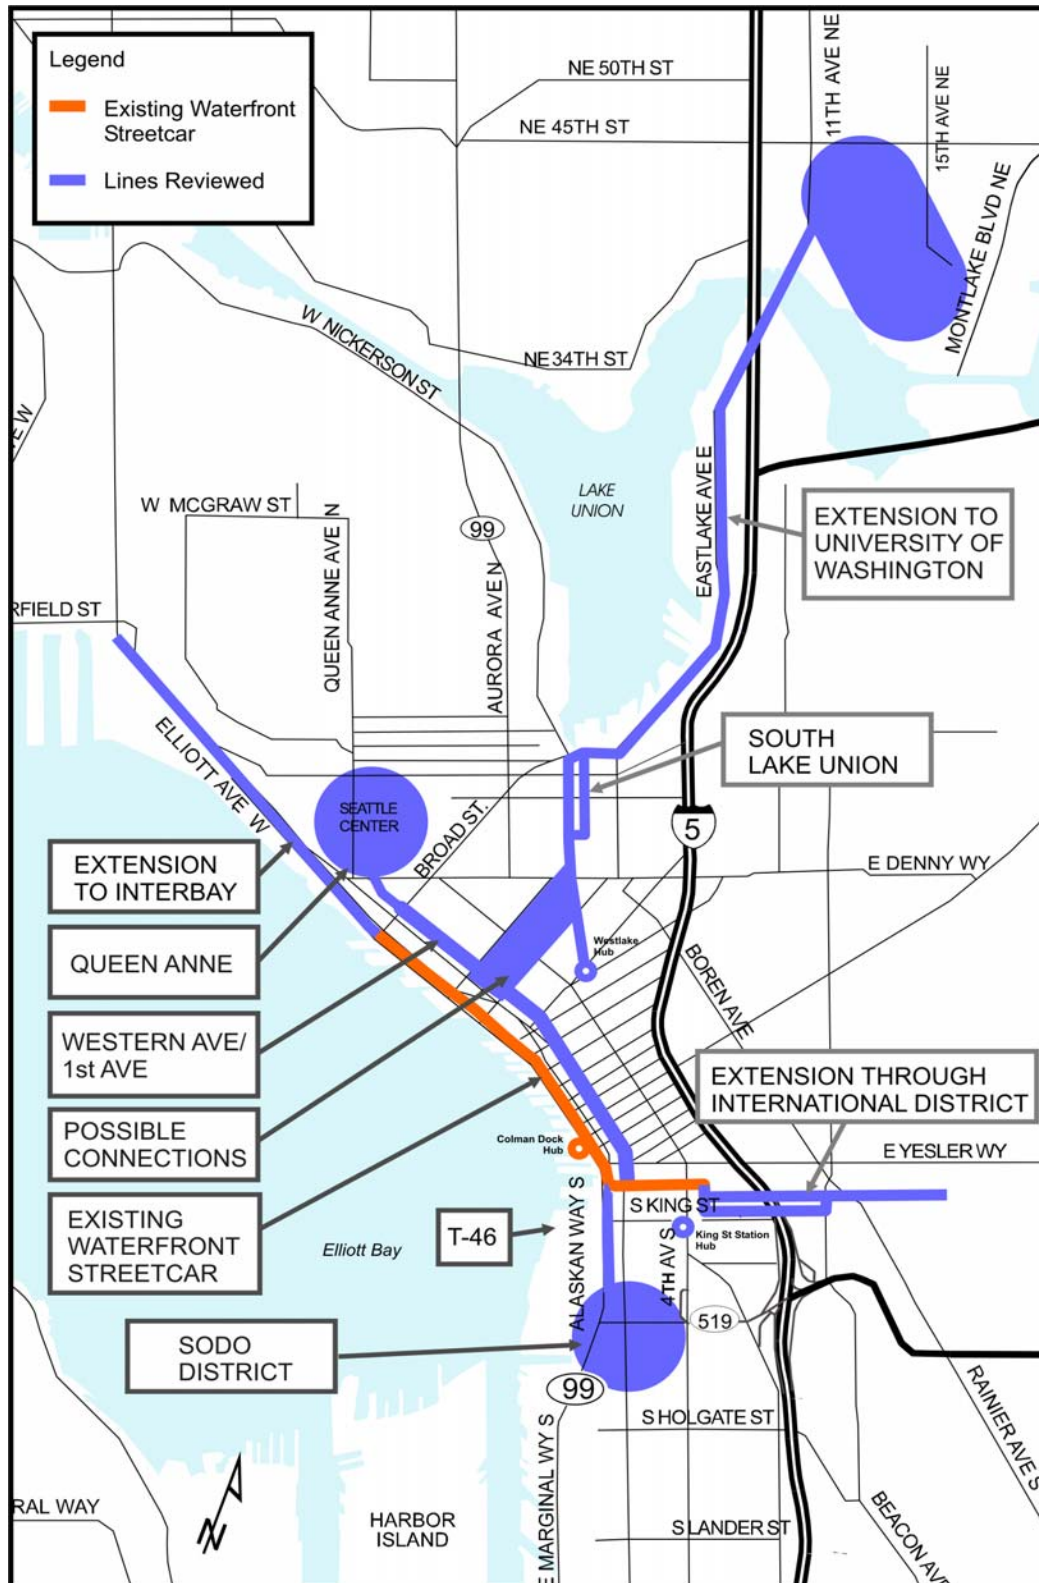 Legend
Existing Waterfront
Streetcar
Lines Reviewed
NE 50TH ST
NE 45TH ST
11TH AVE NE
15TH AVE NE
MONTLAKE BLVD NE
W NICKERSON ST
NE 34TH ST
W MCGRAW ST
QUEEN ANNE AVE N
99
AURORA AVE N
LAKE
UNION
EASTLAKE AVE E
EXTENSION TO
UNIVERSITY OF
WASHINGTON
RFIELD ST
VE W
ELLIOTT AVE W
SOUTH
LAKE UNION
SEATTLE
CENTER
BROAD ST.
5
E DENNY WY
EXTENSION
TO INTERBAY
QUEEN ANNE
WESTERN AVE/
1st AVE
POSSIBLE
CONNECTIONS
EXISTING
WATERFRONT
STREETCAR
Westlake
Hub
BOREN AVE
EXTENSION THROUGH
INTERNATIONAL DISTRICT
Colman Dock
Hub
E YESLER WY
S KING ST
King St Station
Hub
T-46
Elliott Bay
ALASKAN WAY S
4TH AV S
519
SODO
DISTRICT
99
S HOLGATE ST
RAINIER AVE S
E MARGINAL WY S
S LANDER ST
BEACON AVE
RAL WAY
HARBOR
ISLAND
N